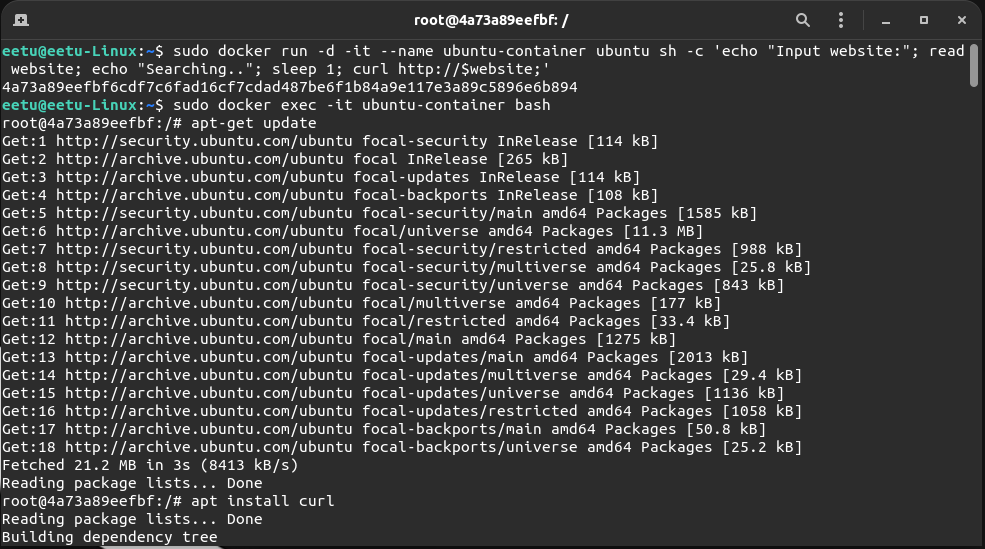 root@4a73a89eefbf: /
eetu@eetu-Linux:~$ sudo docker run -d -it --name ubuntu-container ubuntu sh -c 'echo "Input website:"; read
 website; echo "Searching.."; sleep 1; curl http://$website;'
4a73a89eefbf6cdf7c6fad16cf7cdad487be6f1b84a9e117e3a89c5896e6b894
eetu@eetu-Linux:~$ sudo docker exec -it ubuntu-container bash
root@4a73a89eefbf:/# apt-get update
Get:1 http://security.ubuntu.com/ubuntu focal-security InRelease [114 kB]
Get:2 http://archive.ubuntu.com/ubuntu focal InRelease [265 kB]
Get:3 http://archive.ubuntu.com/ubuntu focal-updates InRelease [114 kB]
Get:4 http://archive.ubuntu.com/ubuntu focal-backports InRelease [108 kB]
Get:5 http://security.ubuntu.com/ubuntu focal-security/main amd64 Packages [1585 kB]
Get:6 http://archive.ubuntu.com/ubuntu focal/universe amd64 Packages [11.3 MB]
Get:7 http://security.ubuntu.com/ubuntu focal-security/restricted amd64 Packages [988 kB]
Get:8 http://security.ubuntu.com/ubuntu focal-security/multiverse amd64 Packages [25.8 kB]
Get:9 http://security.ubuntu.com/ubuntu focal-security/universe amd64 Packages [843 kB]
Get:10 http://archive.ubuntu.com/ubuntu focal/multiverse amd64 Packages [177 kB]
Get:11 http://archive.ubuntu.com/ubuntu focal/restricted amd64 Packages [33.4 kB]
Get:12 http://archive.ubuntu.com/ubuntu focal/main amd64 Packages [1275 kB]
Get:13 http://archive.ubuntu.com/ubuntu focal-updates/main amd64 Packages [2013 kB]
Get:14 http://archive.ubuntu.com/ubuntu focal-updates/multiverse amd64 Packages [29.4 kB]
Get:15 http://archive.ubuntu.com/ubuntu focal-updates/universe amd64 Packages [1136 kB]
Get:16 http://archive.ubuntu.com/ubuntu focal-updates/restricted amd64 Packages [1058 kB]
Get:17 http://archive.ubuntu.com/ubuntu focal-backports/main amd64 Packages [50.8 kB]
Get:18 http://archive.ubuntu.com/ubuntu focal-backports/universe amd64 Packages [25.2 kB]
Fetched 21.2 MB in 3s (8413 kB/s)
Reading package lists... Done
root@4a73a89eefbf:/# apt install curl
Reading package lists... Done
Building dependency tree